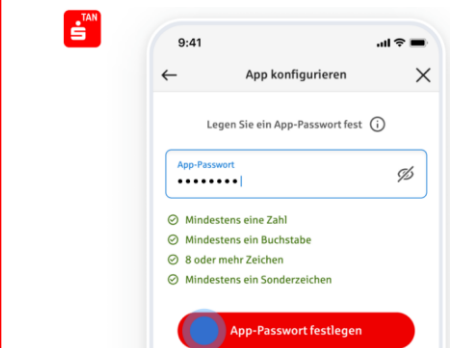 TAN
S
9:41
App konfigurieren
Legen Sie ein App-Passwort fest
App-Passwort
••••••••
Mindestens eine Zahl
Mindestens ein Buchstabe
8 oder mehr Zeichen
Mindestens ein Sonderzeichen
App-Passwort festlegen